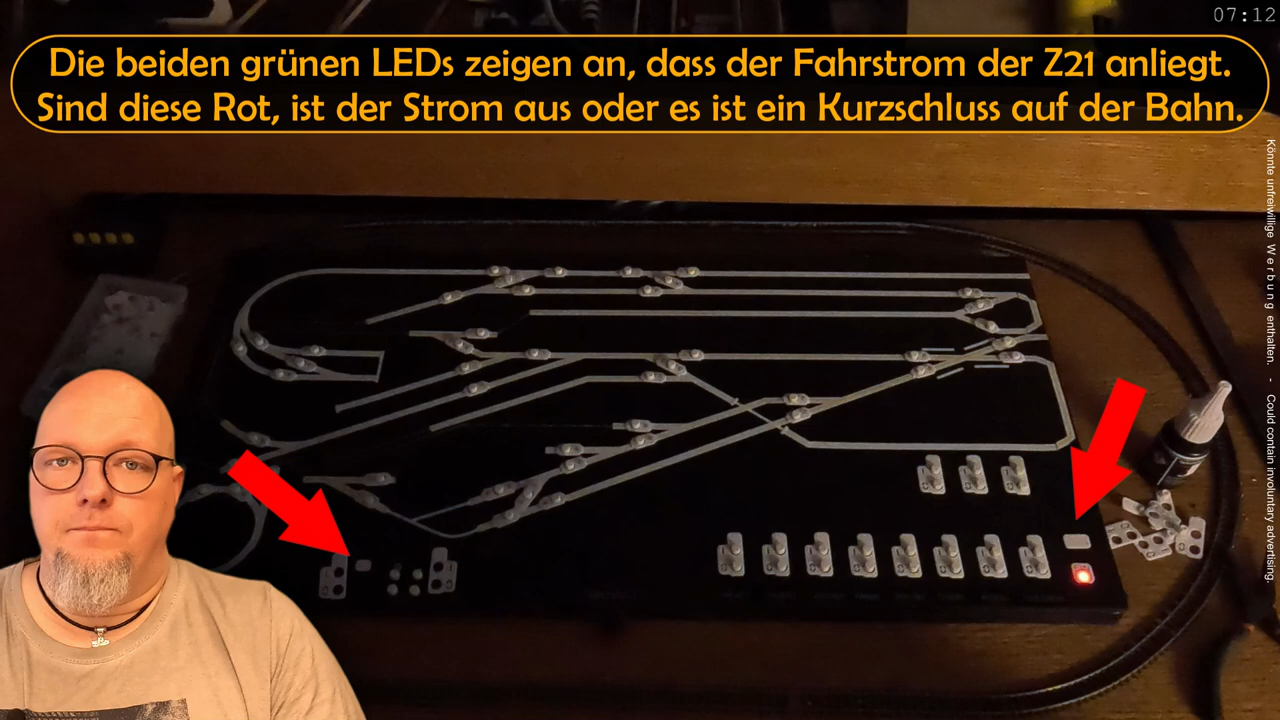 07:12
Die beiden grünen LEDs zeigen an, dass der Fahrstrom der Z21 anliegt.
Sind diese Rot, ist der Strom aus oder es ist ein Kurzschluss auf der Bahn.
Könnte unfreiwillige Werbung enthalten. - Could contain involuntary advertising.